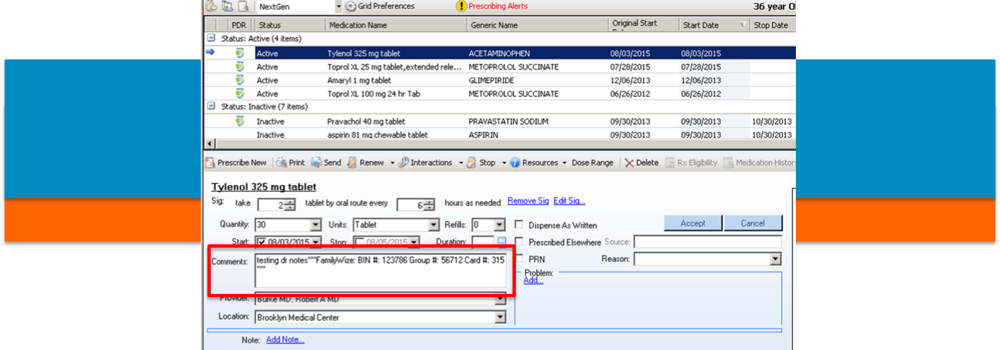 NextGen Grid Preferences Prescribing Alerts 36 year Ol
PDR Status Medication Name Generic Name Original Start Start Date Stop Date
Status: Active (4 items)
Active Tylenol 325 mg tablet ACETAMINOPHEN 08/03/2015 08/03/2015
Active Toprol XL 25 mg tablet,extended rele... METOPROLOL SUCCINATE 07/28/2015 07/28/2015
Active Amaryl 1 mg tablet GLIMEPIRIDE 12/06/2013 12/06/2013
Active Toprol XL 100 mg 24 hr Tab METOPROLOL SUCCINATE 06/26/2012 06/26/2012
Status: Inactive (7 items)
Inactive Pravachol 40 mg tablet PRAVASTATIN SODIUM 09/30/2013 09/30/2013 10/30/2013
Inactive aspirin 81 mg chewable tablet ASPIRIN 09/30/2013 09/30/2013 10/30/2013
Prescribe New Print Send Renew Interactions Stop Resources Dose Range Delete Rx Eligibility Medication History
Tylenol 325 mg tablet
Sig: take 2 tablet by oral route every 6 hours as needed Remove Sig Edit Sig...
Quantity: 30 Units: Tablet Refills: 0 Dispense As Written Accept Cancel
Start: 08/03/2015 Stop: 08/05/2015 Duration: Prescribed Elsewhere Source:
Comments: testing dr notes***FamilyWize: BIN #: 123786 Group #: 56712 Card #: 315
***
PRN Reason:
Problem:
Add...
Provider: Burke MD, Robert A MD
Location: Brooklyn Medical Center
Note: Add Note...